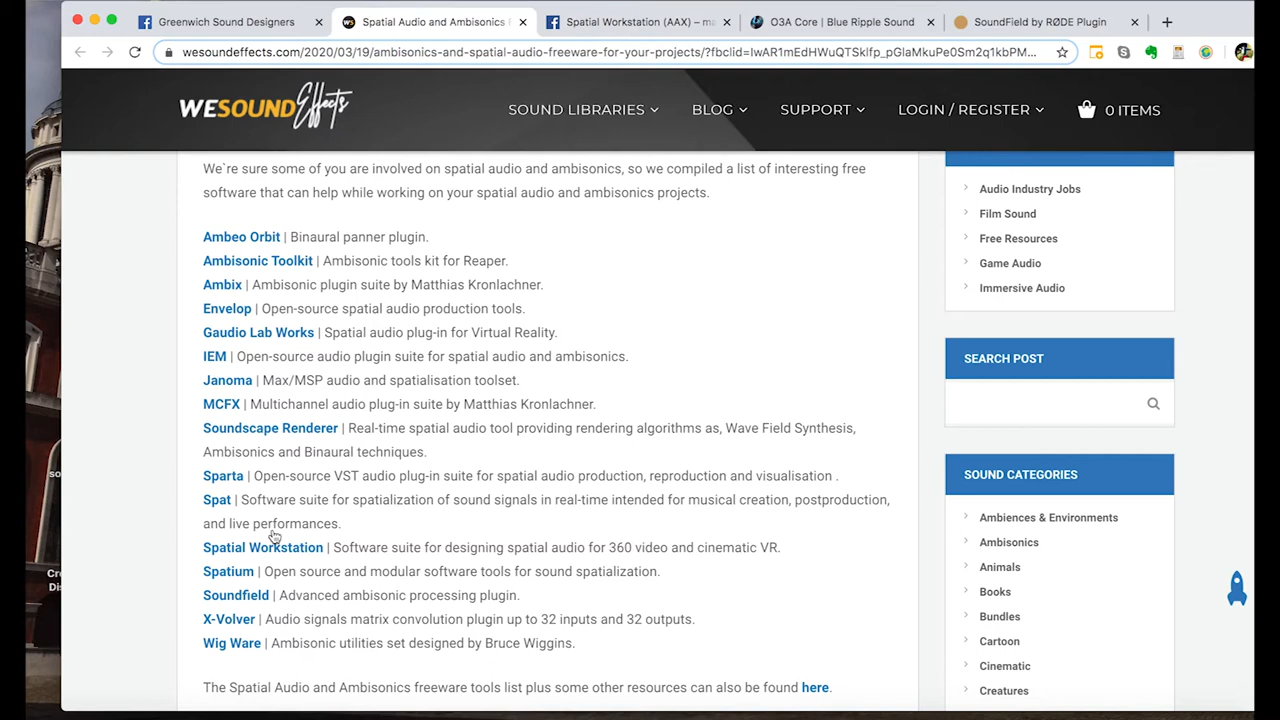 Greenwich Sound Designers
Spatial Audio and Ambisonics
Spatial Workstation (AAX) – ma
O3A Core | Blue Ripple Sound
SoundField by RØDE Plugin
wesoundeffects.com/2020/03/19/ambisonics-and-spatial-audio-freeware-for-your-projects/?fbclid=IwAR1mEdHWuQTSkIfp_pGlaMkuPe0Sm2q1kbPM...
WESOUND Effects
SOUND LIBRARIES
BLOG
SUPPORT
LOGIN / REGISTER
0 ITEMS
We`re sure some of you are involved on spatial audio and ambisonics, so we compiled a list of interesting free
software that can help while working on your spatial audio and ambisonics projects.
Ambeo Orbit | Binaural panner plugin.
Ambisonic Toolkit | Ambisonic tools kit for Reaper.
Ambix | Ambisonic plugin suite by Matthias Kronlachner.
Envelop | Open-source spatial audio production tools.
Gaudio Lab Works | Spatial audio plug-in for Virtual Reality.
IEM | Open-source audio plugin suite for spatial audio and ambisonics.
Janoma | Max/MSP audio and spatialisation toolset.
MCFX | Multichannel audio plug-in suite by Matthias Kronlachner.
Soundscape Renderer | Real-time spatial audio tool providing rendering algorithms as, Wave Field Synthesis,
Ambisonics and Binaural techniques.
Sparta | Open-source VST audio plug-in suite for spatial audio production, reproduction and visualisation .
Spat | Software suite for spatialization of sound signals in real-time intended for musical creation, postproduction,
and live performances.
Spatial Workstation | Software suite for designing spatial audio for 360 video and cinematic VR.
Spatium | Open source and modular software tools for sound spatialization.
Soundfield | Advanced ambisonic processing plugin.
X-Volver | Audio signals matrix convolution plugin up to 32 inputs and 32 outputs.
Wig Ware | Ambisonic utilities set designed by Bruce Wiggins.
The Spatial Audio and Ambisonics freeware tools list plus some other resources can also be found here.
Audio Industry Jobs
Film Sound
Free Resources
Game Audio
Immersive Audio
SEARCH POST
SOUND CATEGORIES
Ambiences & Environments
Ambisonics
Animals
Books
Bundles
Cartoon
Cinematic
Creatures